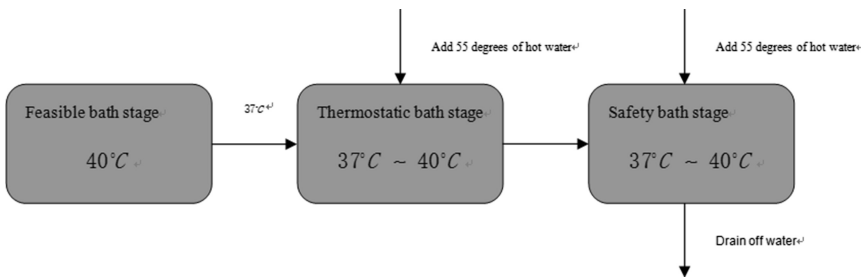 Add 55 degrees of hot water↵
Add 55 degrees of hot water↵
Feasible bath stage
40°C
37°C
Thermostatic bath stage
37°C ~ 40°C
Safety bath stage
37°C ~ 40°C
Drain off water↵